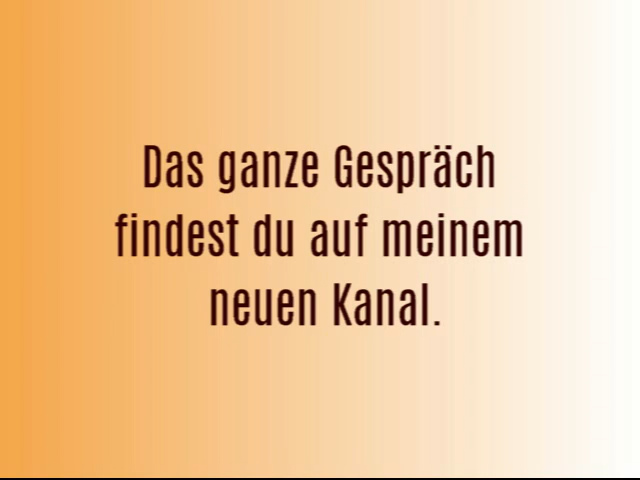 Das ganze Gespräch
findest du auf meinem
neuen Kanal.